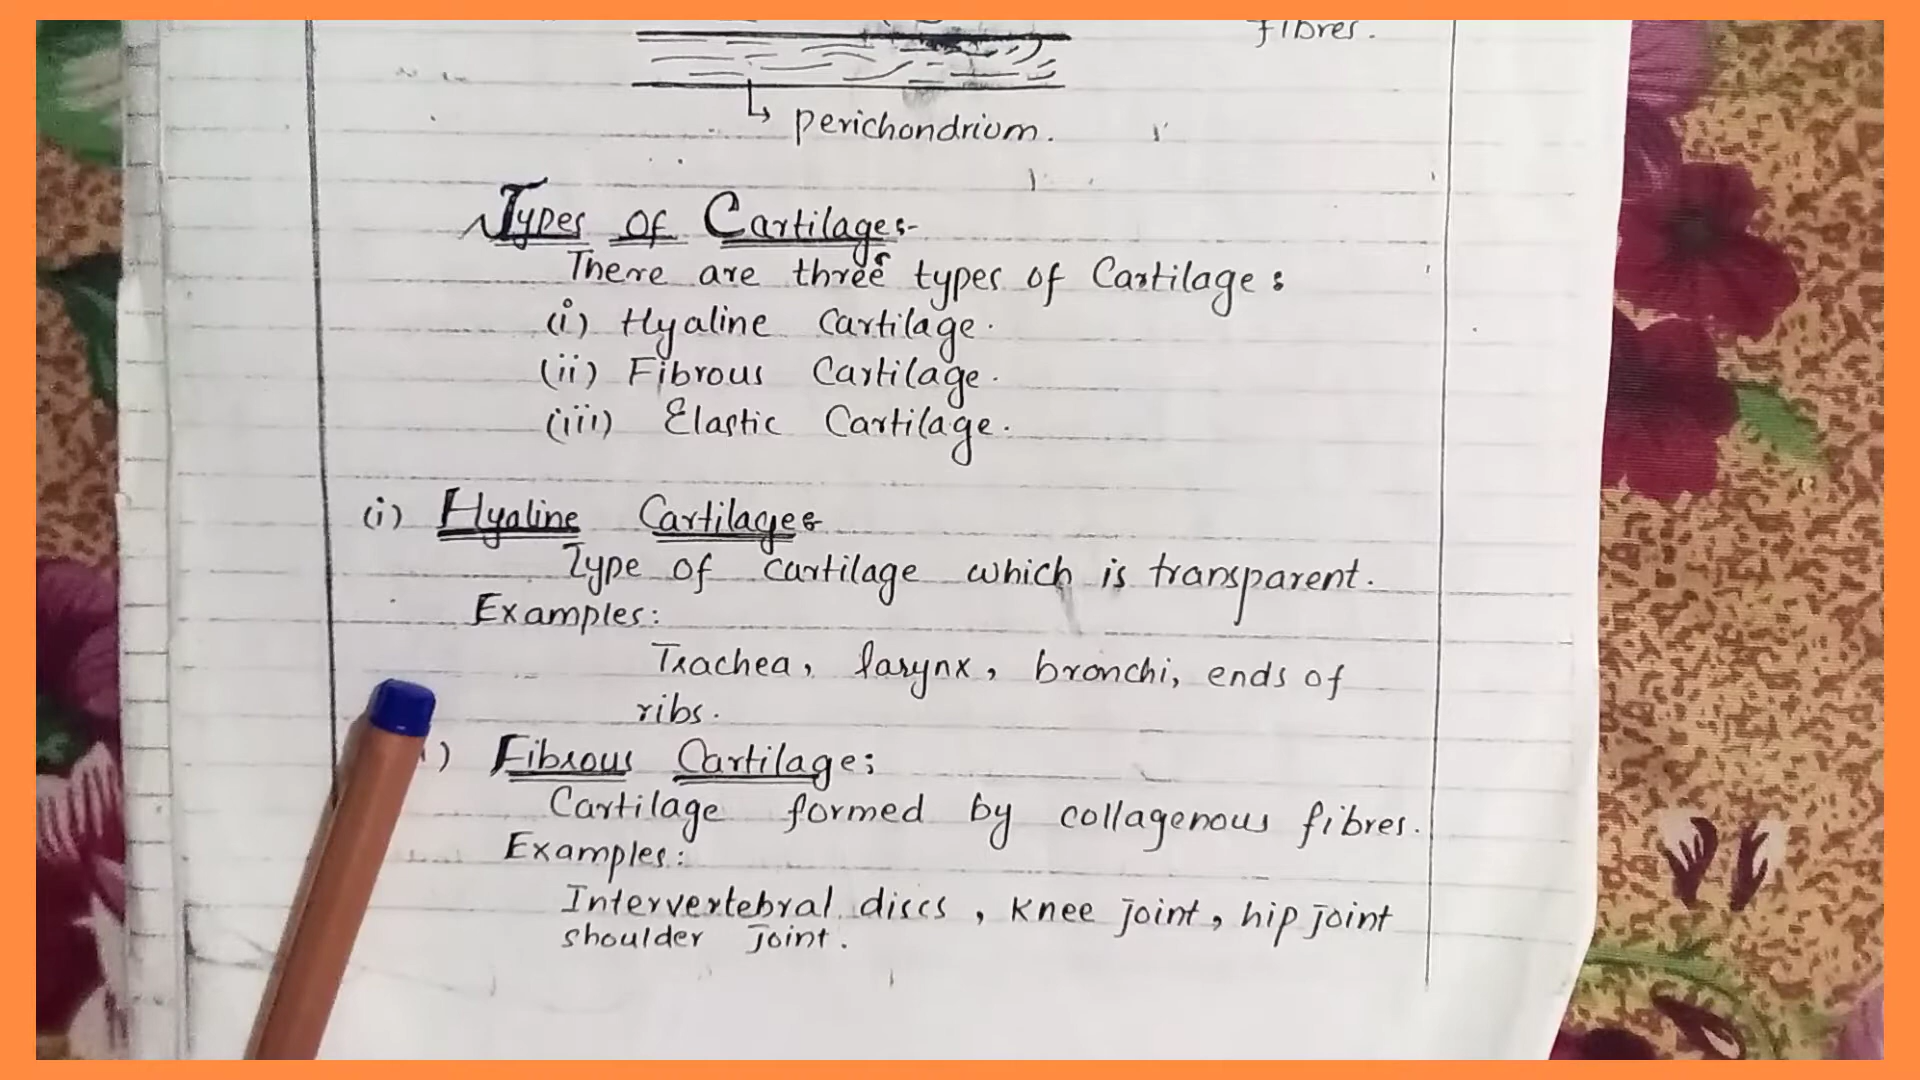 fibres.
perichondrium.
Types of Cartilage:-
There are three types of Cartilage:
(i) Hyaline Cartilage.
(ii) Fibrous Cartilage.
(iii) Elastic Cartilage.
(i) Hyaline Cartilage:
Type of cartilage which is transparent.
Examples:
Trachea, larynx, bronchi, ends of
ribs.
) Fibrous Cartilage:
Cartilage formed by collagenous fibres.
Examples:
Intervertebral discs, Knee joint, hip joint
shoulder joint.